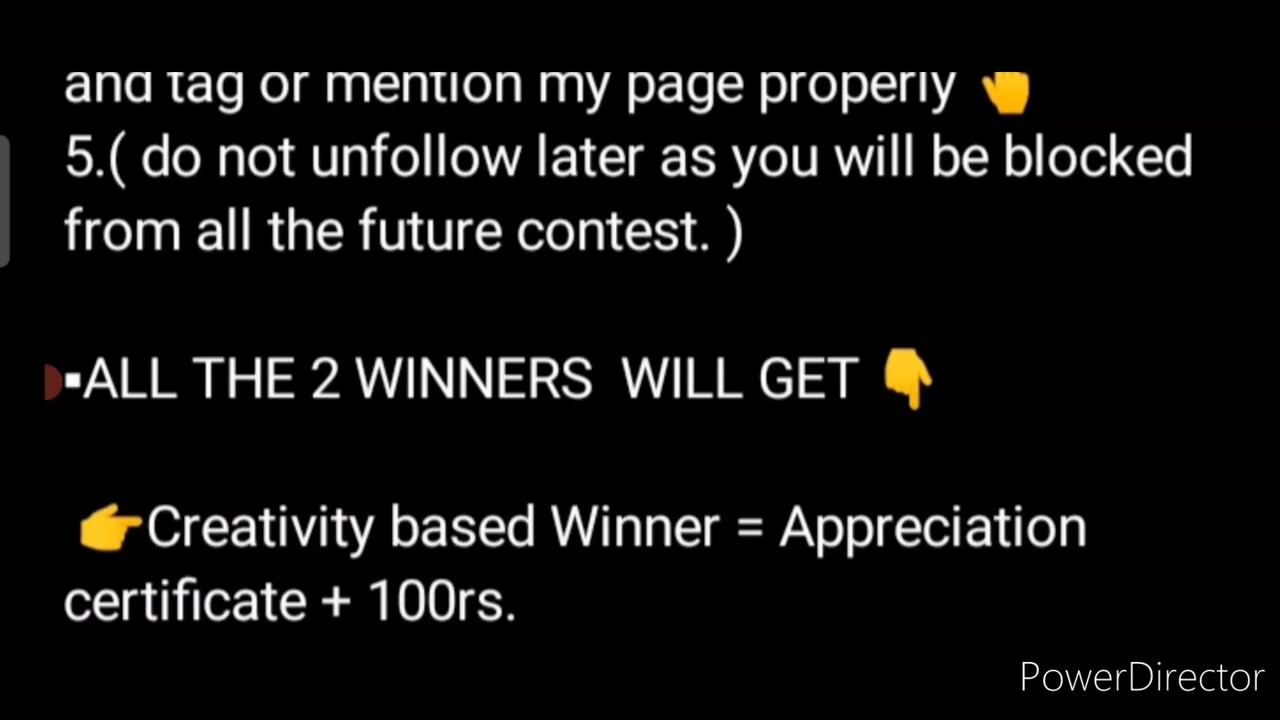 and tag or mention my page properly 🤚
5.( do not unfollow later as you will be blocked
from all the future contest. )
▪ALL THE 2 WINNERS  WILL GET 👇
👉Creativity based Winner = Appreciation
certificate + 100rs.
PowerDirector